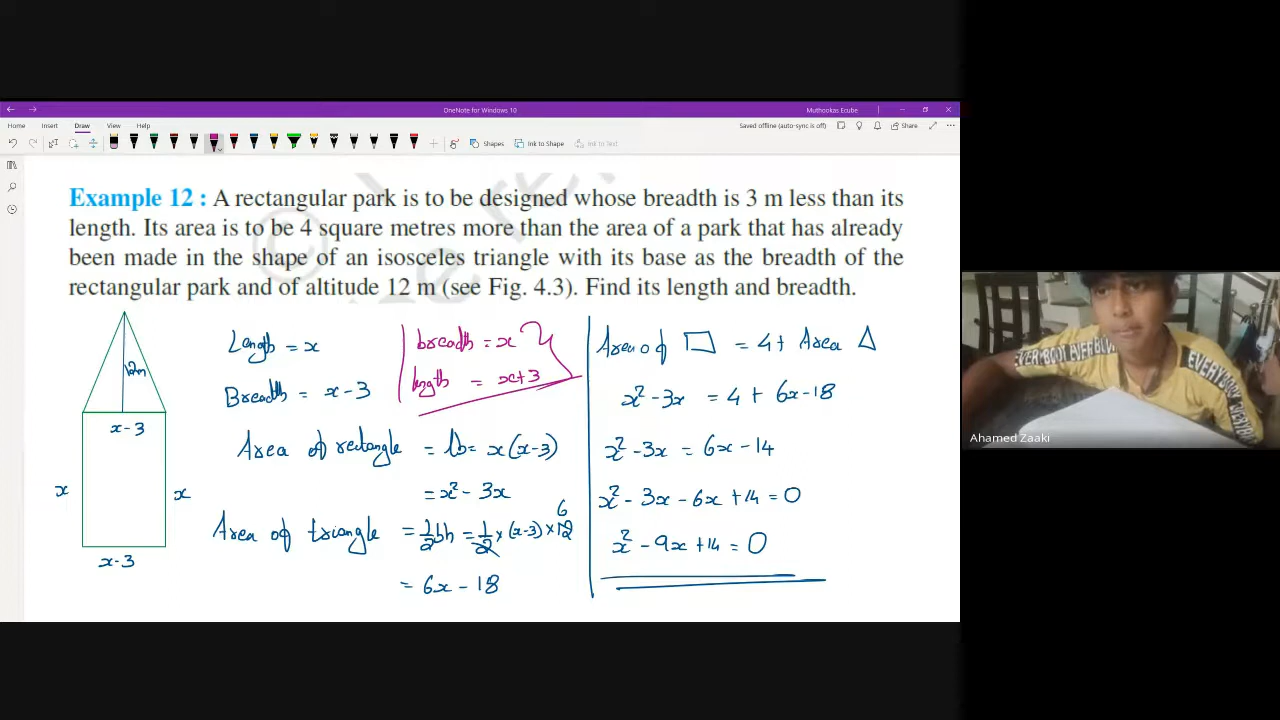 OneNote for Windows 10
Muthookas Ecube
Home Insert Draw View Help
Saved offline (auto-sync is off) Share
Shapes Ink to Shape Ink to Text
Example 12 : A rectangular park is to be designed whose breadth is 3 m less than its
length. Its area is to be 4 square metres more than the area of a park that has already
been made in the shape of an isosceles triangle with its base as the breadth of the
rectangular park and of altitude 12 m (see Fig. 4.3). Find its length and breadth.
12m
x-3
x
x
x-3
Length = x
Breadth = x-3
breadth = x
length = x+3
Area of rectangle = lb = x(x-3)
= x² - 3x
Area of triangle = 1/2 bh = 1/2 × (x-3) × 12 6
= 6x - 18
Area of ▭ = 4 + Area △
x² - 3x = 4 + 6x - 18
x² - 3x = 6x - 14
x² - 3x - 6x + 14 = 0
x² - 9x + 14 = 0
Ahamed Zaaki